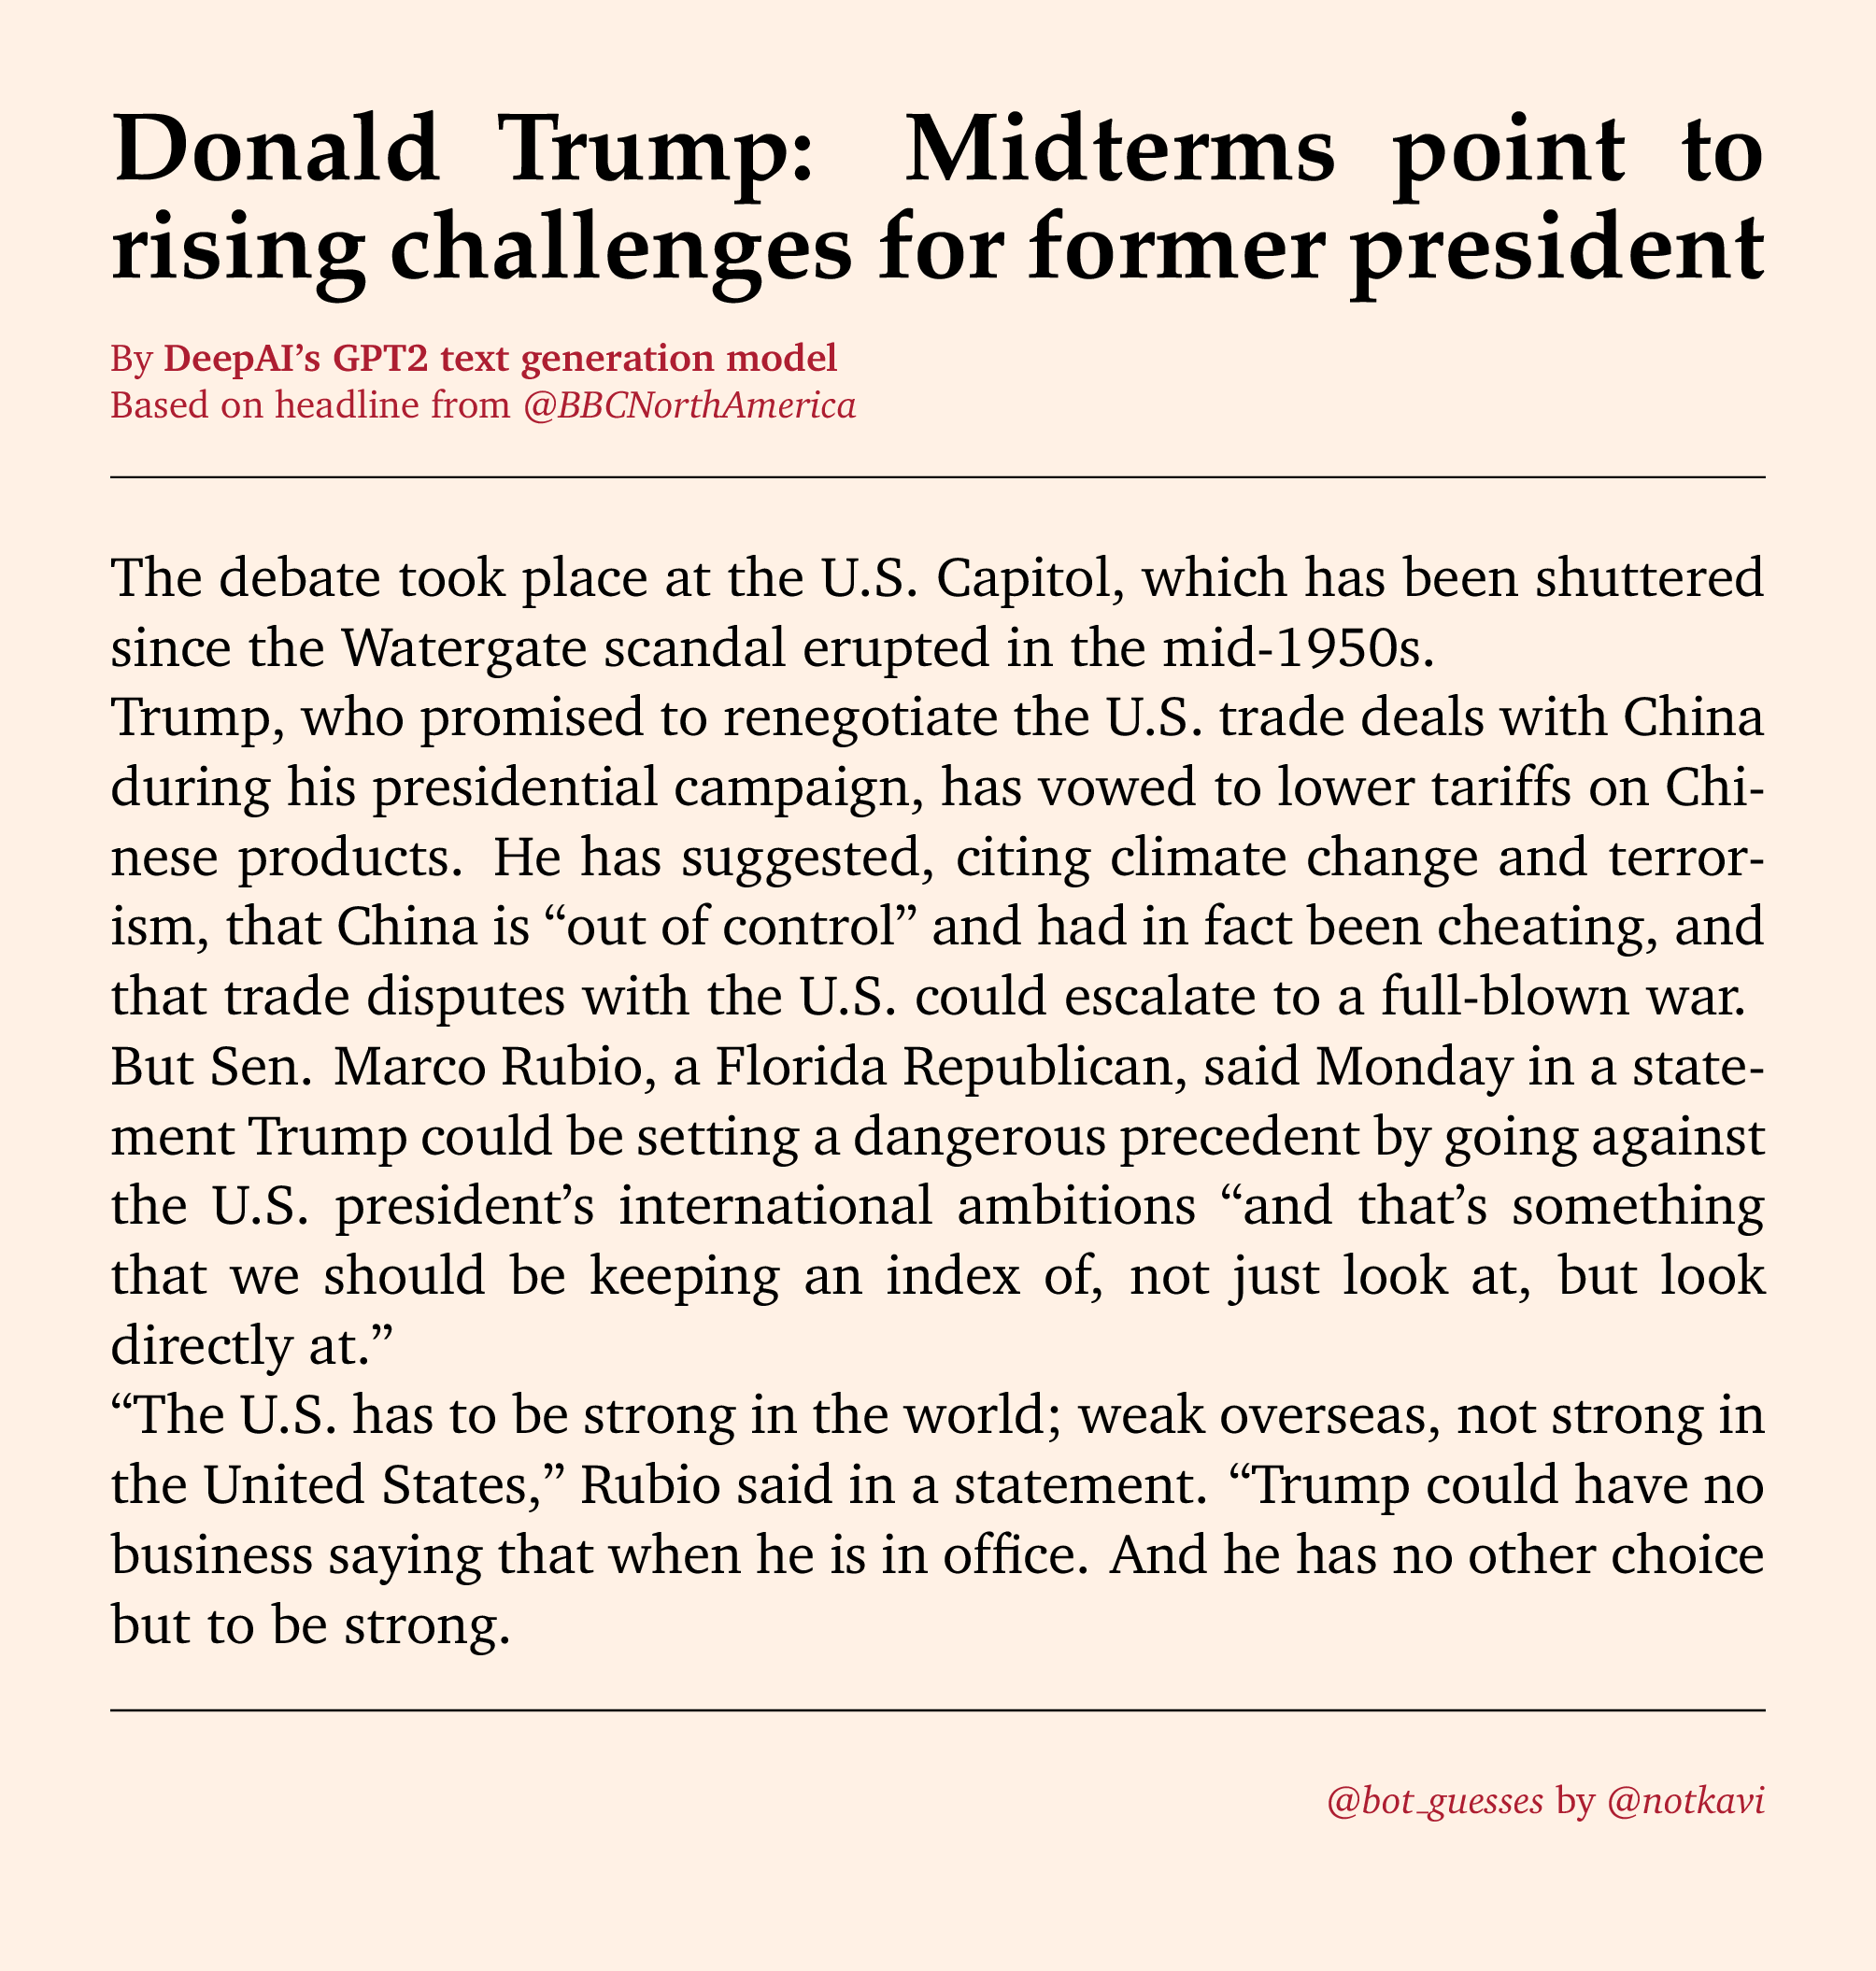 Donald Trump: Midterms point to
rising challenges for former president
By DeepAI’s GPT2 text generation model
Based on headline from @BBCNorthAmerica
The debate took place at the U.S. Capitol, which has been shuttered
since the Watergate scandal erupted in the mid-1950s.
Trump, who promised to renegotiate the U.S. trade deals with China
during his presidential campaign, has vowed to lower tariffs on Chi-
nese products. He has suggested, citing climate change and terror-
ism, that China is “out of control” and had in fact been cheating, and
that trade disputes with the U.S. could escalate to a full-blown war.
But Sen. Marco Rubio, a Florida Republican, said Monday in a state-
ment Trump could be setting a dangerous precedent by going against
the U.S. president’s international ambitions “and that’s something
that we should be keeping an index of, not just look at, but look
directly at.”
“The U.S. has to be strong in the world; weak overseas, not strong in
the United States,” Rubio said in a statement. “Trump could have no
business saying that when he is in office. And he has no other choice
but to be strong.
@bot_guesses by @notkavi